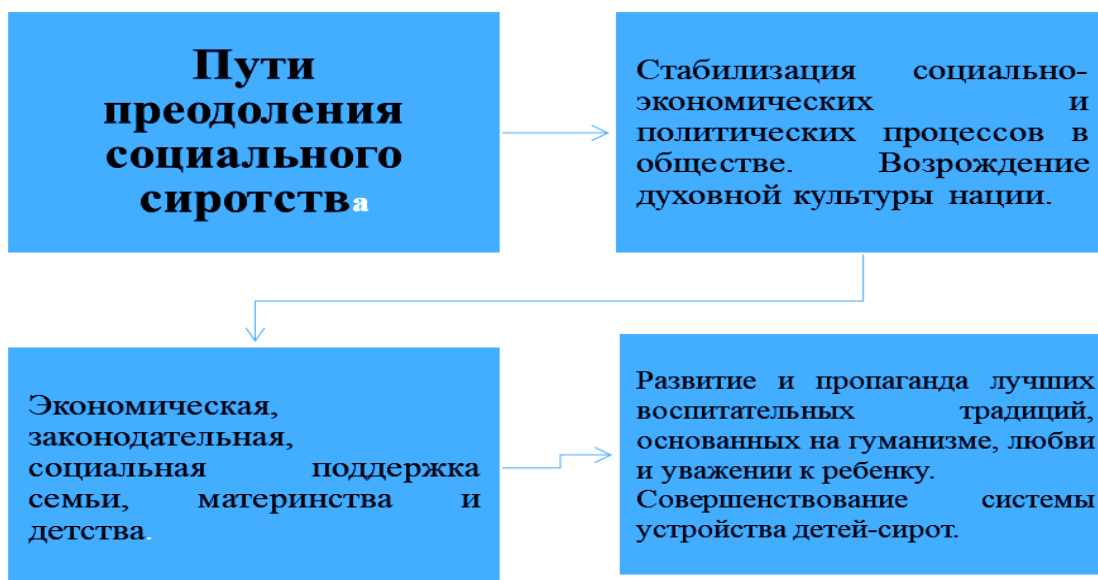 Пути
преодоления
социального
сиротства
Стабилизация социально-
экономических и
политических процессов в
обществе. Возрождение
духовной культуры нации.
Экономическая,
законодательная,
социальная поддержка
семьи, материнства и
детства.
Развитие и пропаганда лучших
воспитательных традиций,
основанных на гуманизме, любви
и уважении к ребенку.
Совершенствование системы
устройства детей-сирот.